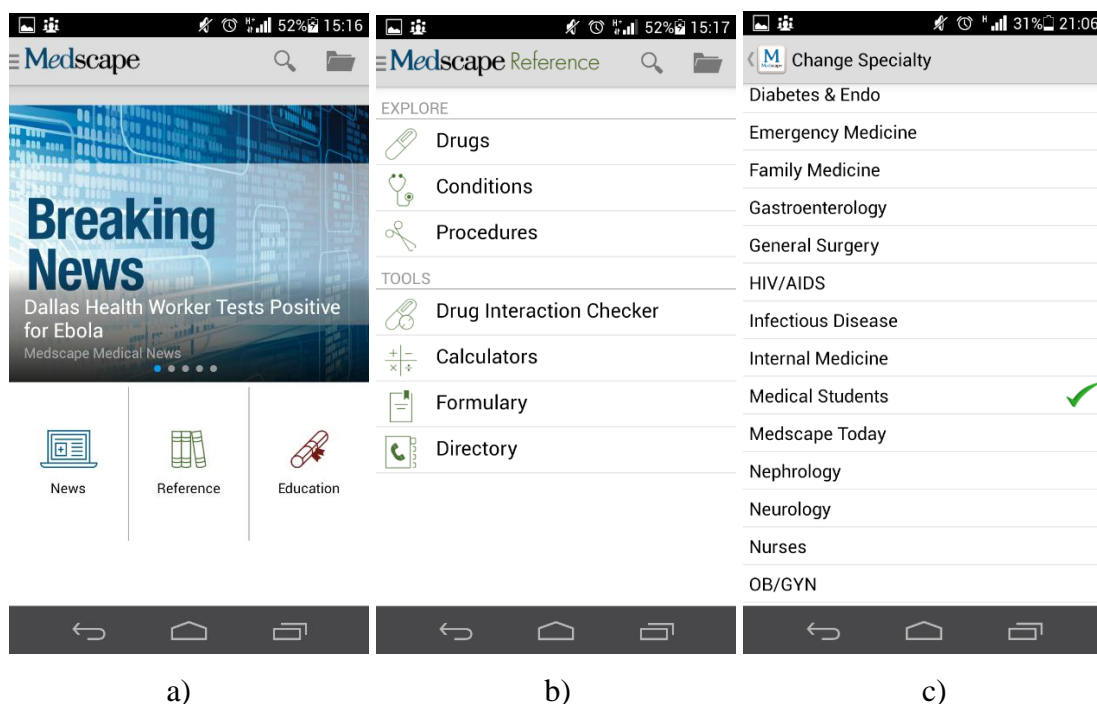 52% 15:16
Medscape
Breaking
News
Dallas Health Worker Tests Positive
for Ebola
Medscape Medical News
News
Reference
Education
a)
52% 15:17
Medscape Reference
EXPLORE
Drugs
Conditions
Procedures
TOOLS
Drug Interaction Checker
Calculators
Formulary
Directory
b)
H 31% 21:06
M Change Specialty
Diabetes & Endo
Emergency Medicine
Family Medicine
Gastroenterology
General Surgery
HIV/AIDS
Infectious Disease
Internal Medicine
Medical Students
Medscape Today
Nephrology
Neurology
Nurses
OB/GYN
c)